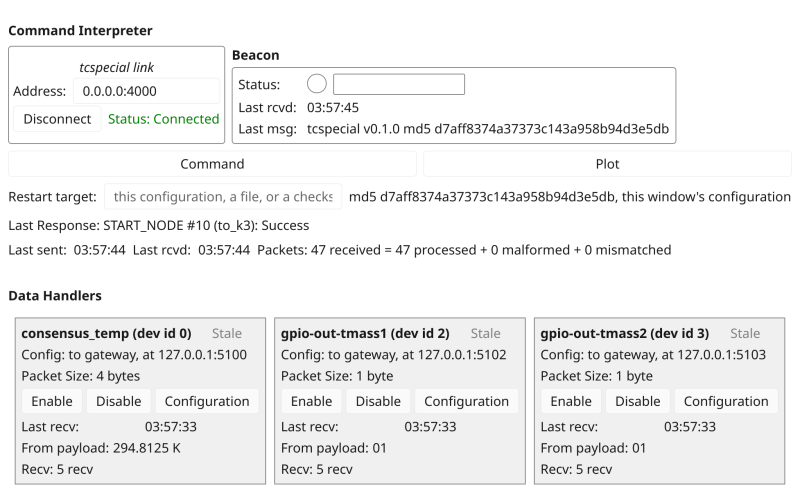 Command Interpreter
tcspecial link
Address: 0.0.0.0:4000
Disconnect Status: Connected
Beacon
Status:
Last rcvd: 03:57:45
Last msg: tcspecial v0.1.0 md5 d7aff8374a37373c143a958b94d3e5db
Command Plot
Restart target: this configuration, a file, or a checks md5 d7aff8374a37373c143a958b94d3e5db, this window's configuration
Last Response: START_NODE #10 (to_k3): Success
Last sent: 03:57:44 Last rcvd: 03:57:44 Packets: 47 received = 47 processed + 0 malformed + 0 mismatched
Data Handlers
consensus_temp (dev id 0) Stale
Config: to gateway, at 127.0.0.1:5100
Packet Size: 4 bytes
Enable Disable Configuration
Last recv: 03:57:33
From payload: 294.8125 K
Recv: 5 recv
gpio-out-tmass1 (dev id 2) Stale
Config: to gateway, at 127.0.0.1:5102
Packet Size: 1 byte
Enable Disable Configuration
Last recv: 03:57:33
From payload: 01
Recv: 5 recv
gpio-out-tmass2 (dev id 3) Stale
Config: to gateway, at 127.0.0.1:5103
Packet Size: 1 byte
Enable Disable Configuration
Last recv: 03:57:33
From payload: 01
Recv: 5 recv